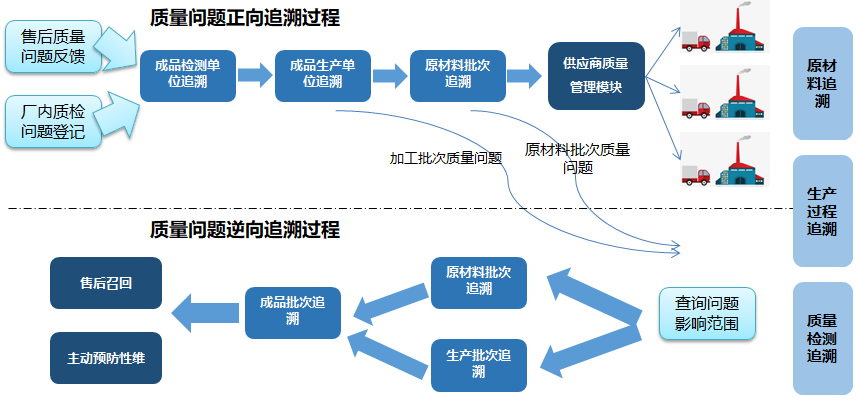 质量问题正向追溯过程
售后质量
问题反馈
厂内质检
问题登记
成品检测单
位追溯
成品生产单
位追溯
原材料批次
追溯
供应商质量
管理模块
加工批次质量问题
原材料批次质量
问题
原材
料追
溯
生产
过程
追溯
质量
检测
追溯
质量问题逆向追溯过程
售后召回
主动预防性维
成品批次追
溯
原材料批次
追溯
生产批次追
溯
查询问题
影响范围